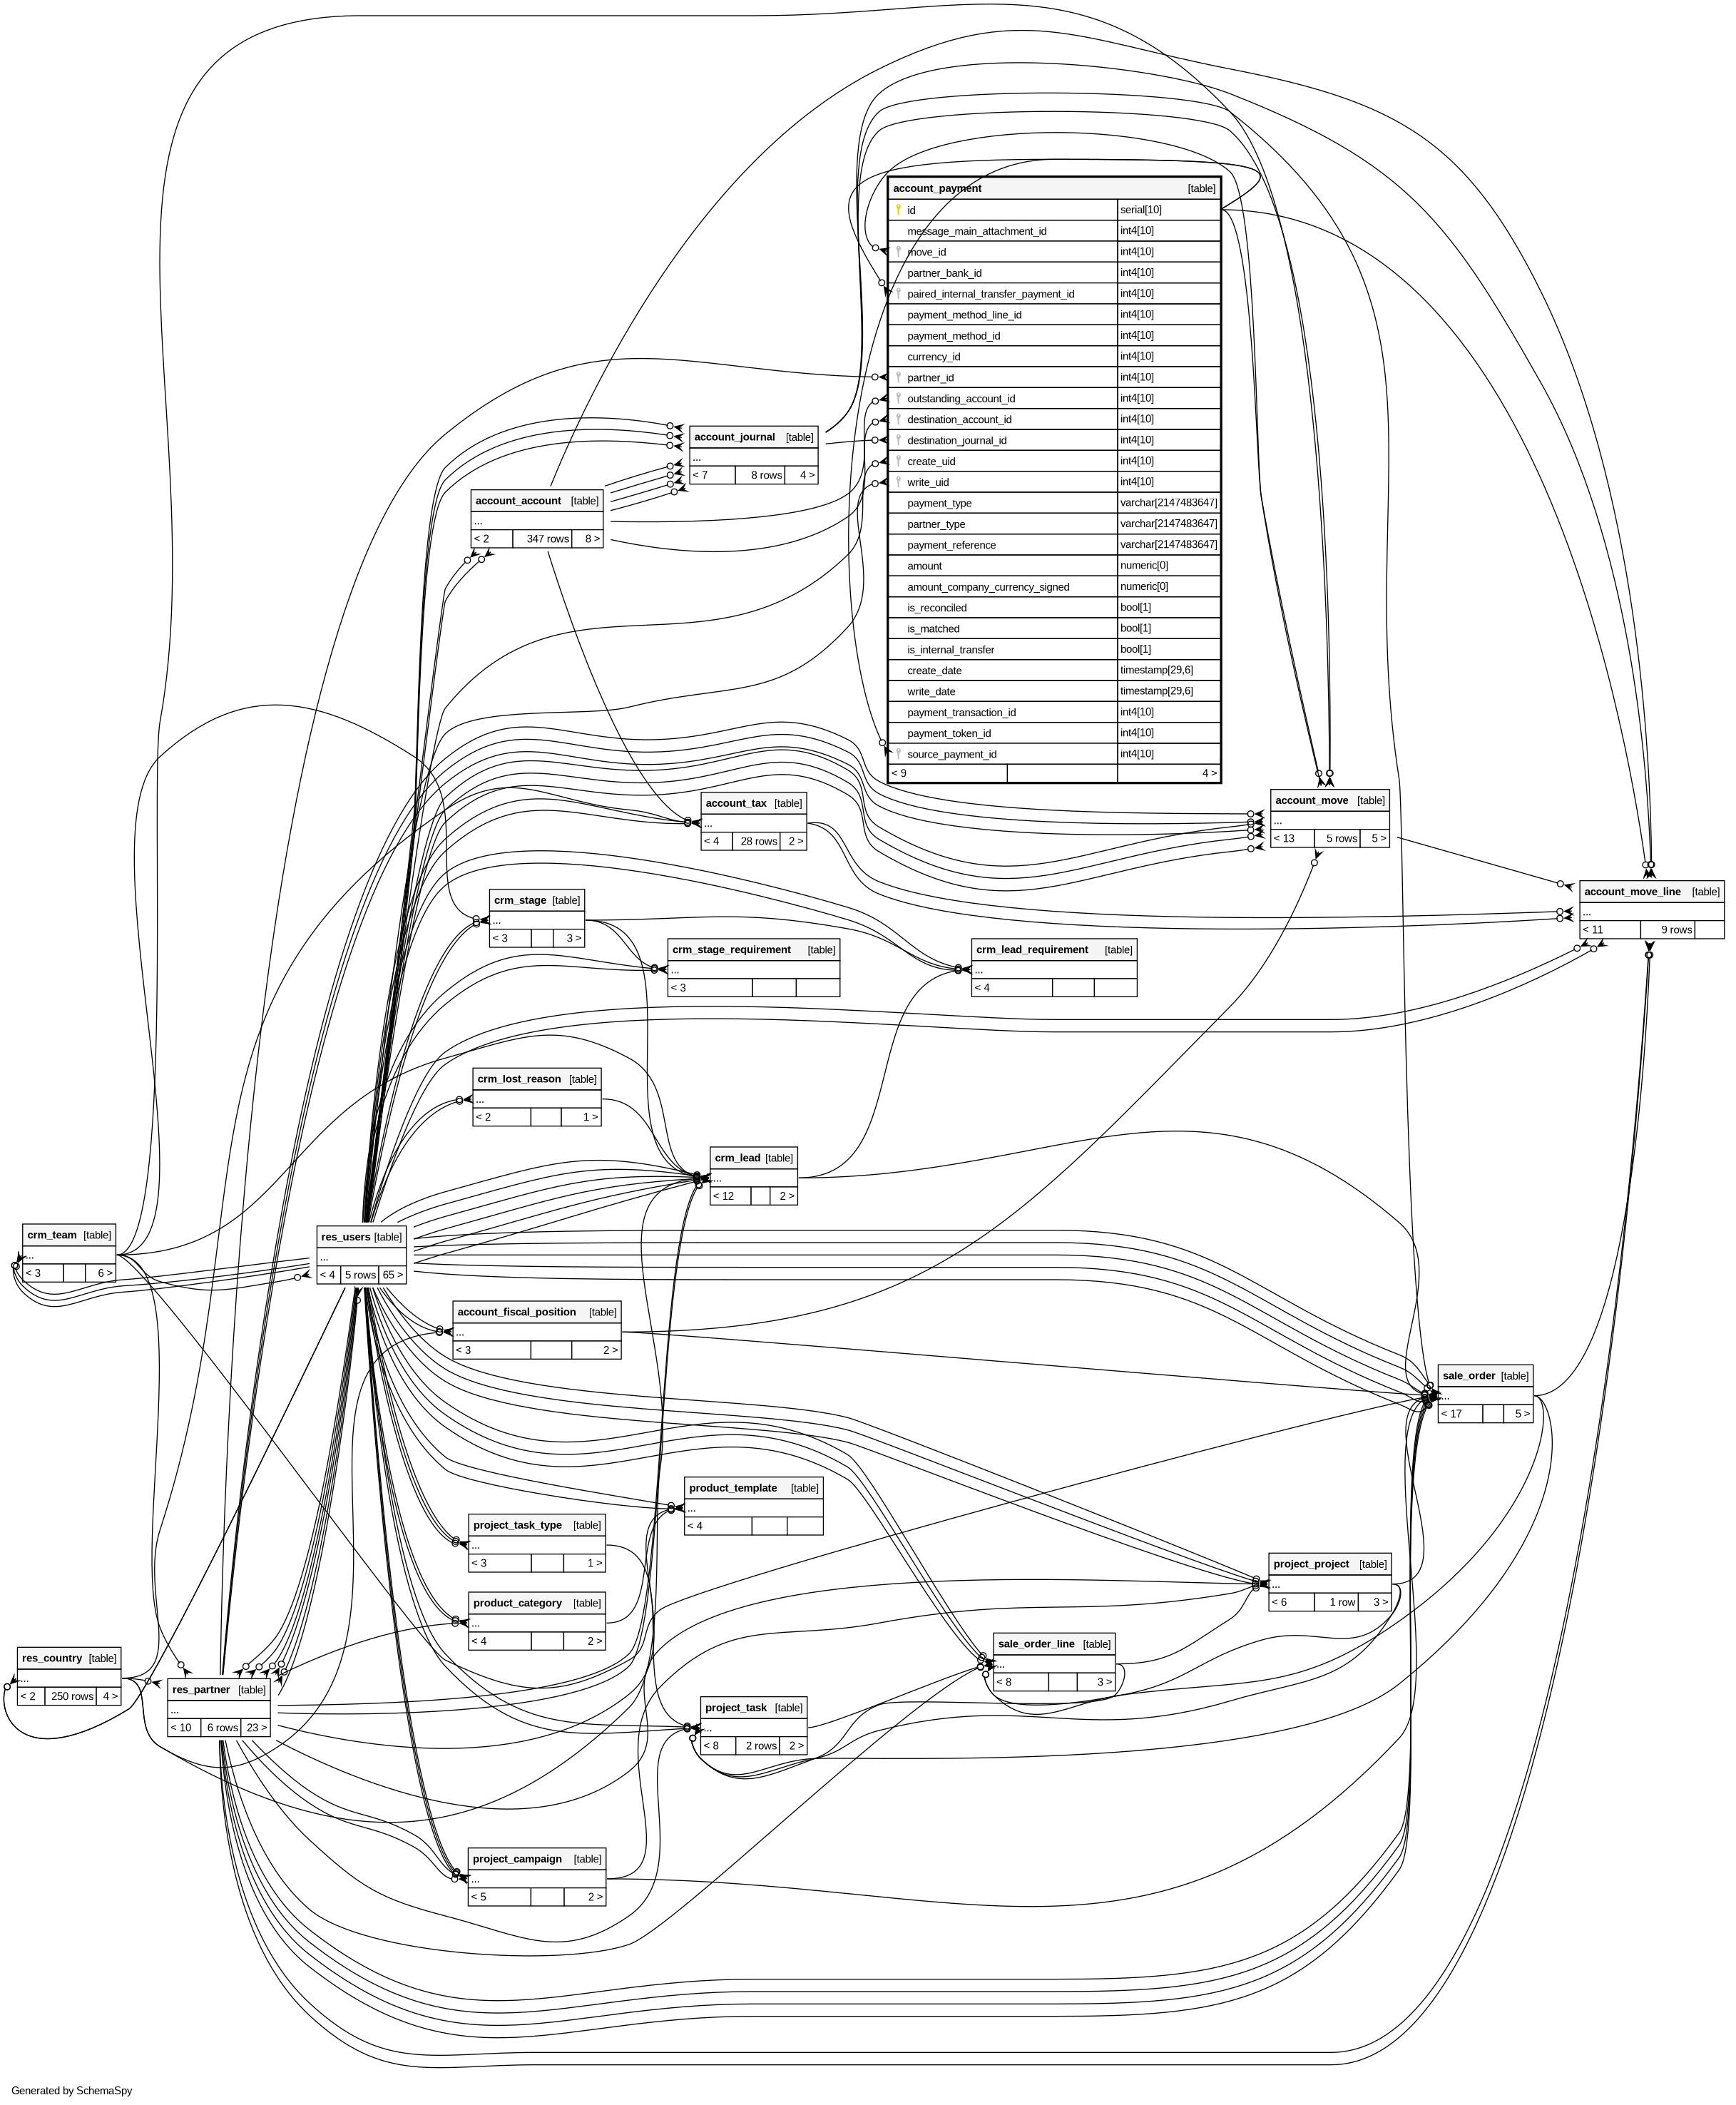 account_payment [table]
id serial[10]
message_main_attachment_id int4[10]
move_id int4[10]
partner_bank_id int4[10]
paired_internal_transfer_payment_id int4[10]
payment_method_line_id int4[10]
payment_method_id int4[10]
currency_id int4[10]
partner_id int4[10]
outstanding_account_id int4[10]
destination_account_id int4[10]
destination_journal_id int4[10]
create_uid int4[10]
write_uid int4[10]
payment_type varchar[2147483647]
partner_type varchar[2147483647]
payment_reference varchar[2147483647]
amount numeric[0]
amount_company_currency_signed numeric[0]
is_reconciled bool[1]
is_matched bool[1]
is_internal_transfer bool[1]
create_date timestamp[29,6]
write_date timestamp[29,6]
payment_transaction_id int4[10]
payment_token_id int4[10]
source_payment_id int4[10]
< 9 4 >
account_journal [table]
...
< 7 8 rows 4 >
account_account [table]
...
< 2 347 rows 8 >
account_tax [table]
...
< 4 28 rows 2 >
account_move [table]
...
< 13 5 rows 5 >
account_move_line [table]
...
< 11 9 rows
crm_stage [table]
...
< 3 3 >
crm_stage_requirement [table]
...
< 3
crm_lead_requirement [table]
...
< 4
crm_lost_reason [table]
...
< 2 1 >
crm_lead [table]
...
< 12 2 >
crm_team [table]
...
< 3 6 >
res_users [table]
...
< 4 5 rows 65 >
account_fiscal_position [table]
...
< 3 2 >
sale_order [table]
...
< 17 5 >
product_template [table]
...
< 4
project_task_type [table]
...
< 3 1 >
project_project [table]
...
< 6 1 row 3 >
product_category [table]
...
< 4 2 >
sale_order_line [table]
...
< 8 3 >
res_country [table]
...
< 2 250 rows 4 >
res_partner [table]
...
< 10 6 rows 23 >
project_task [table]
...
< 8 2 rows 2 >
project_campaign [table]
...
< 5 2 >
Generated by SchemaSpy